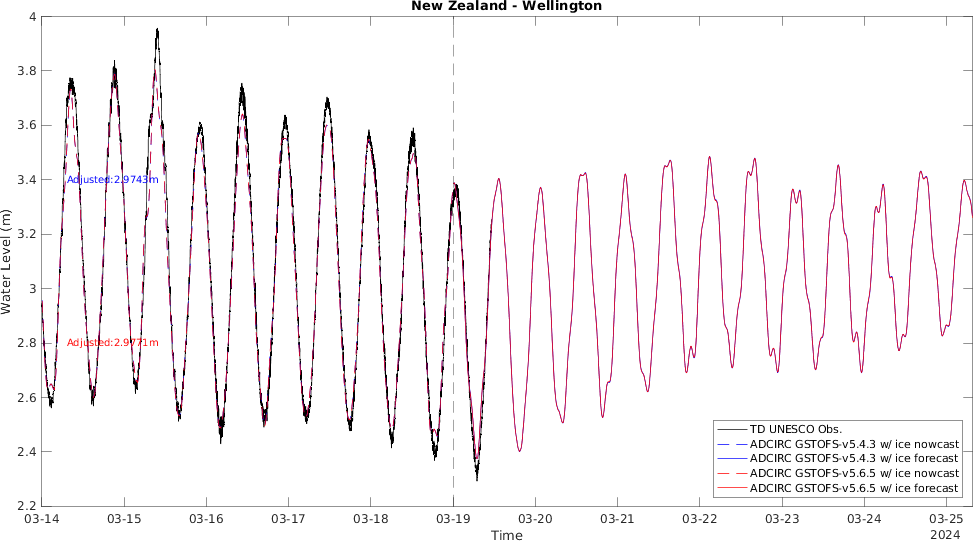 New Zealand - Wellington
4
3.8
3.6
3.4
3.2
3
2.8
2.6
2.4
2.2
Water Level (m)
Adjusted:2.9743m
Adjusted:2.9771m
TD UNESCO Obs.
ADCIRC GSTOFS-v5.4.3 w/ ice nowcast
ADCIRC GSTOFS-v5.4.3 w/ ice forecast
ADCIRC GSTOFS-v5.6.5 w/ ice nowcast
ADCIRC GSTOFS-v5.6.5 w/ ice forecast
03-14 03-15 03-16 03-17 03-18 03-19 03-20 03-21 03-22 03-23 03-24 03-25
Time 2024